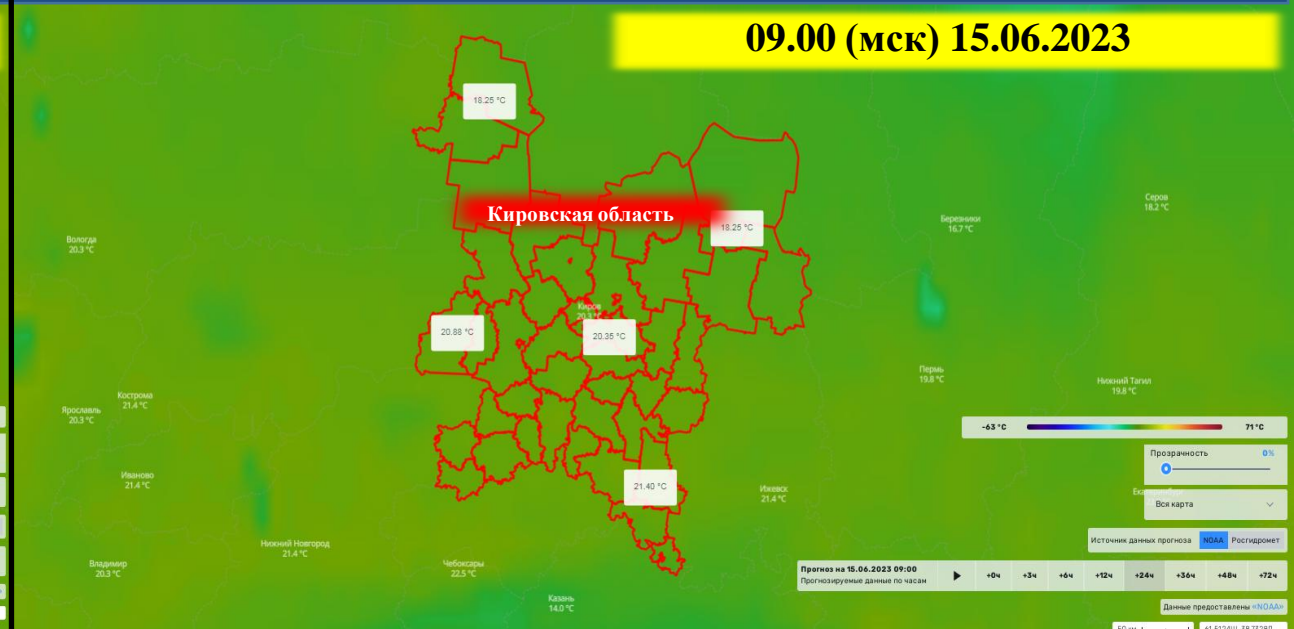 09.00 (мск) 15.06.2023
18.25 °C
Кировская область
18.25 °C
Серов
18.2 °C
Березники
16.7 °C
Вологда
20.3 °C
Киров
20.88 °C
20.35 °C
Пермь
19.8 °C
Нижний Тагил
19.8 °C
Кострома
21.4 °C
Ярославль
20.3 °C
-63 °C
71 °C
Прозрачность
0%
Иваново
21.4 °C
21.40 °C
Ижевск
21.4 °C
Вся карта
Нижний Новгород
21.4 °C
Источник данных прогноза NOAA Росгидромет
Владимир
20.3 °C
Чебоксары
22.5 °C
Прогноз на 15.06.2023 09:00
Прогнозируемые данные по часам
+0ч +3ч +6ч +12ч +24ч +36ч +48ч +72ч
Казань
14.0 °C
Данные предоставлены «NOAA»